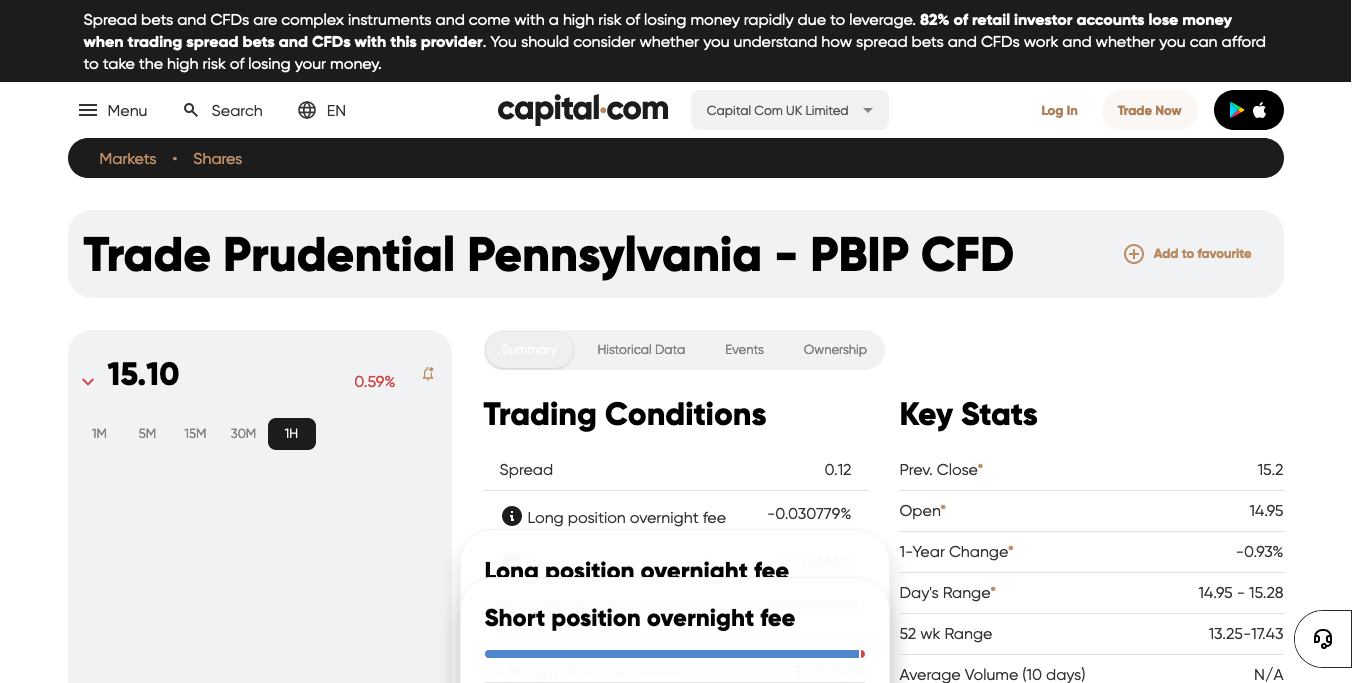 Spread bets and CFDs are complex instruments and come with a high risk of losing money rapidly due to leverage. 82% of retail investor accounts lose money
when trading spread bets and CFDs with this provider. You should consider whether you understand how spread bets and CFDs work and whether you can afford
to take the high risk of losing your money.
Menu Search EN capital.com Capital Com UK Limited Log In Trade Now
Markets • Shares
Trade Prudential Pennsylvania - PBIP CFD Add to favourite
15.10 0.59%
1M 5M 15M 30M 1H
Summary Historical Data Events Ownership
Trading Conditions
Spread 0.12
Long position overnight fee -0.030779%
Long position overnight fee
Short position overnight fee
Margin. Your investment $1,000.00
Key Stats
Prev. Close* 15.2
Open* 14.95
1-Year Change* -0.93%
Day's Range* 14.95 - 15.28
52 wk Range 13.25-17.43
Average Volume (10 days) N/A